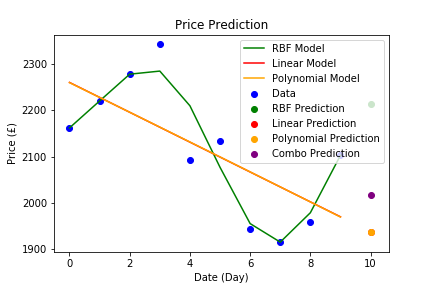 Price Prediction
Price (£)
2300
2200
2100
2000
1900
RBF Model
Linear Model
Polynomial Model
Data
RBF Prediction
Linear Prediction
Polynomial Prediction
Combo Prediction
0 2 4 6 8 10
Date (Day)